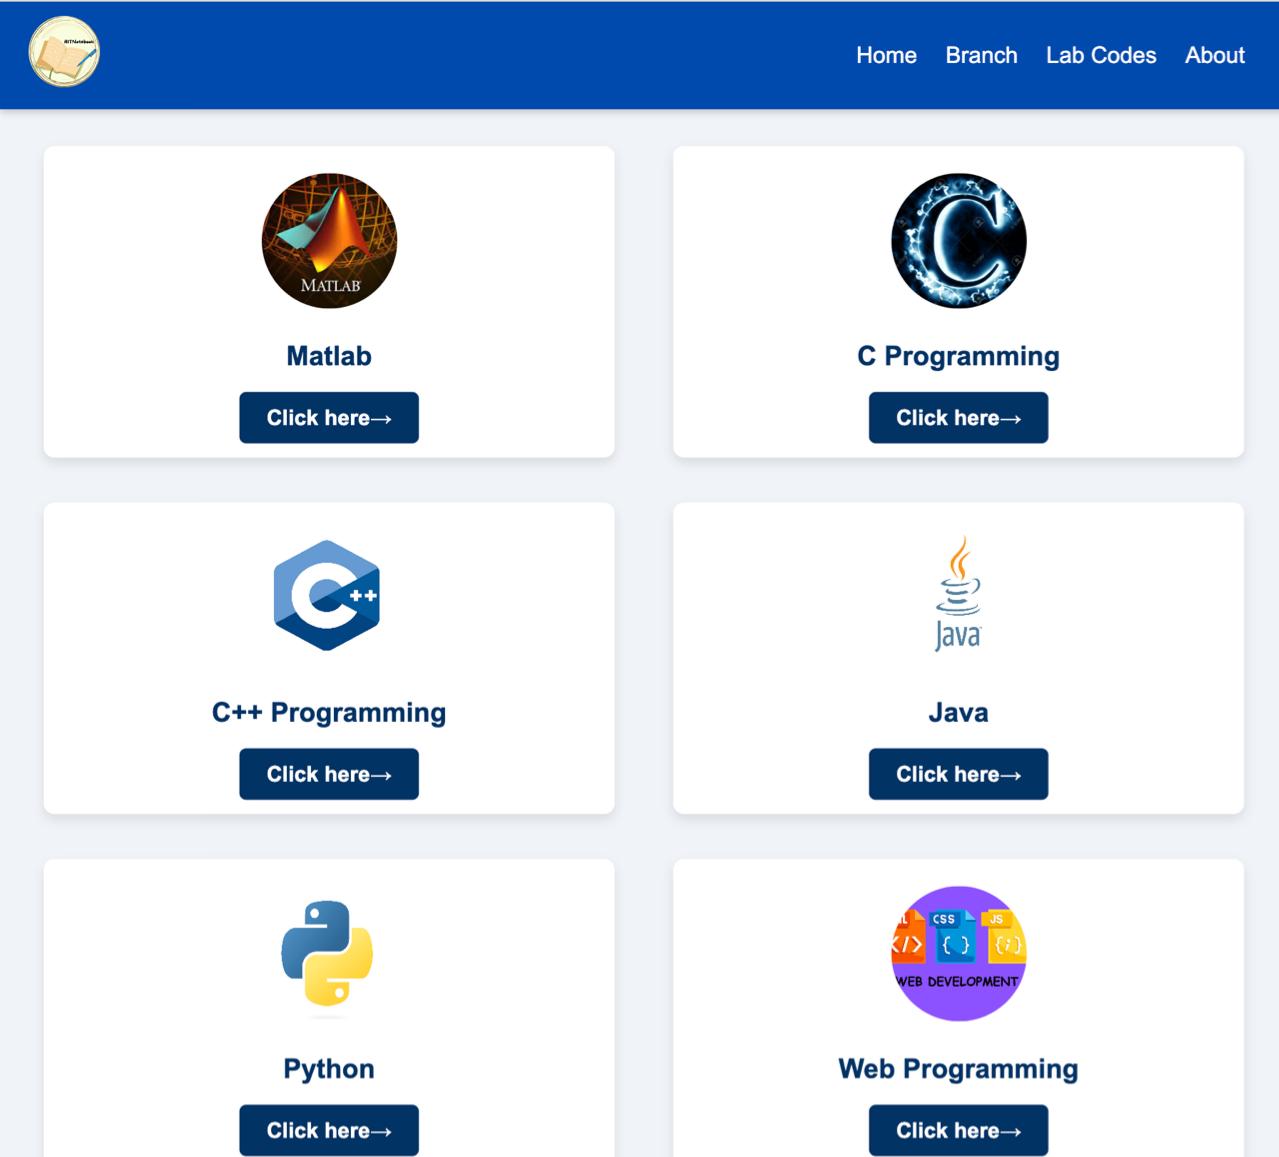 Home Branch Lab Codes About
MATLAB
Matlab
Click here→
C
C Programming
Click here→
C++
C++ Programming
Click here→
Java
Java
Click here→
Python
Click here→
CSS JS
</> { } {;}
WEB DEVELOPMENT
Web Programming
Click here→